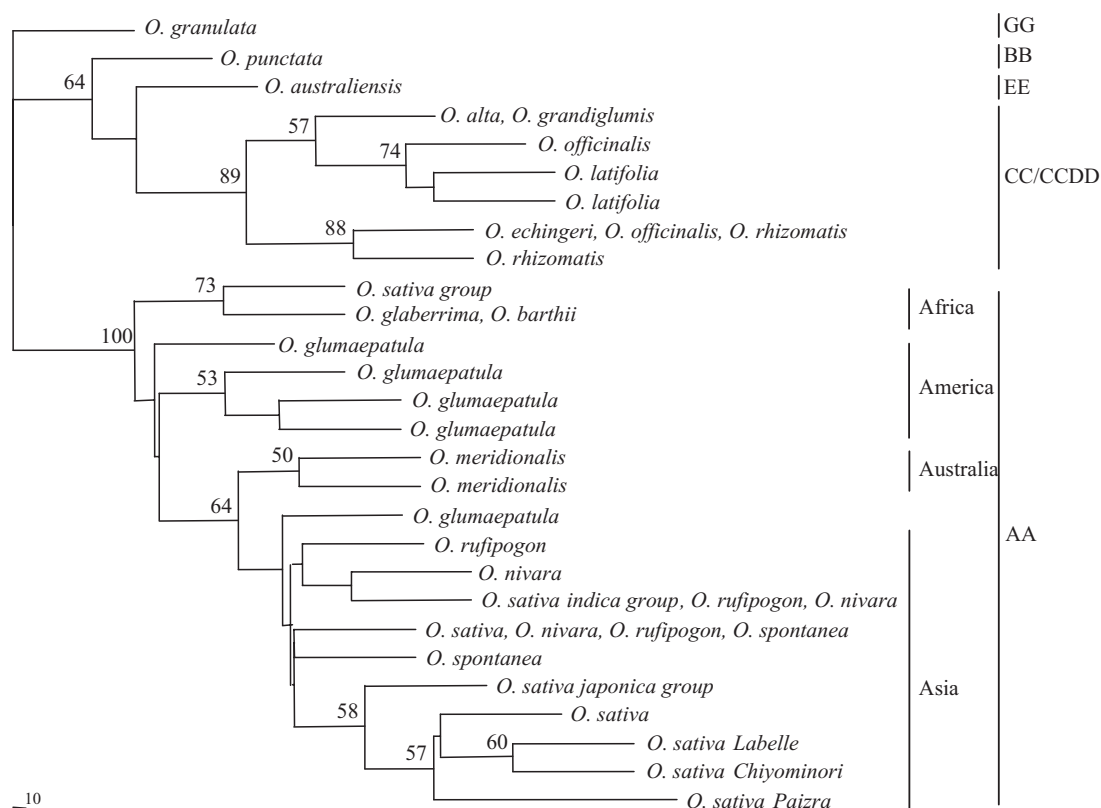 O. granulata
GG
O. punctata
BB
64
O. australiensis
EE
O. alta, O. grandiglumis
57
O. officinalis
74
O. latifolia
CC/CCDD
89
O. latifolia
O. echingeri, O. officinalis, O. rhizomatis
88
O. rhizomatis
73
O. sativa group
Africa
O. glaberrima, O. barthii
100
O. glumaepatula
53
O. glumaepatula
America
O. glumaepatula
O. glumaepatula
50
O. meridionalis
Australia
O. meridionalis
64
O. glumaepatula
AA
O. rufipogon
O. nivara
O. sativa indica group, O. rufipogon, O. nivara
O. sativa, O. nivara, O. rufipogon, O. spontanea
O. spontanea
O. sativa japonica group
Asia
58
O. sativa
60
O. sativa Labelle
57
O. sativa Chiyominori
O. sativa Paizra
10